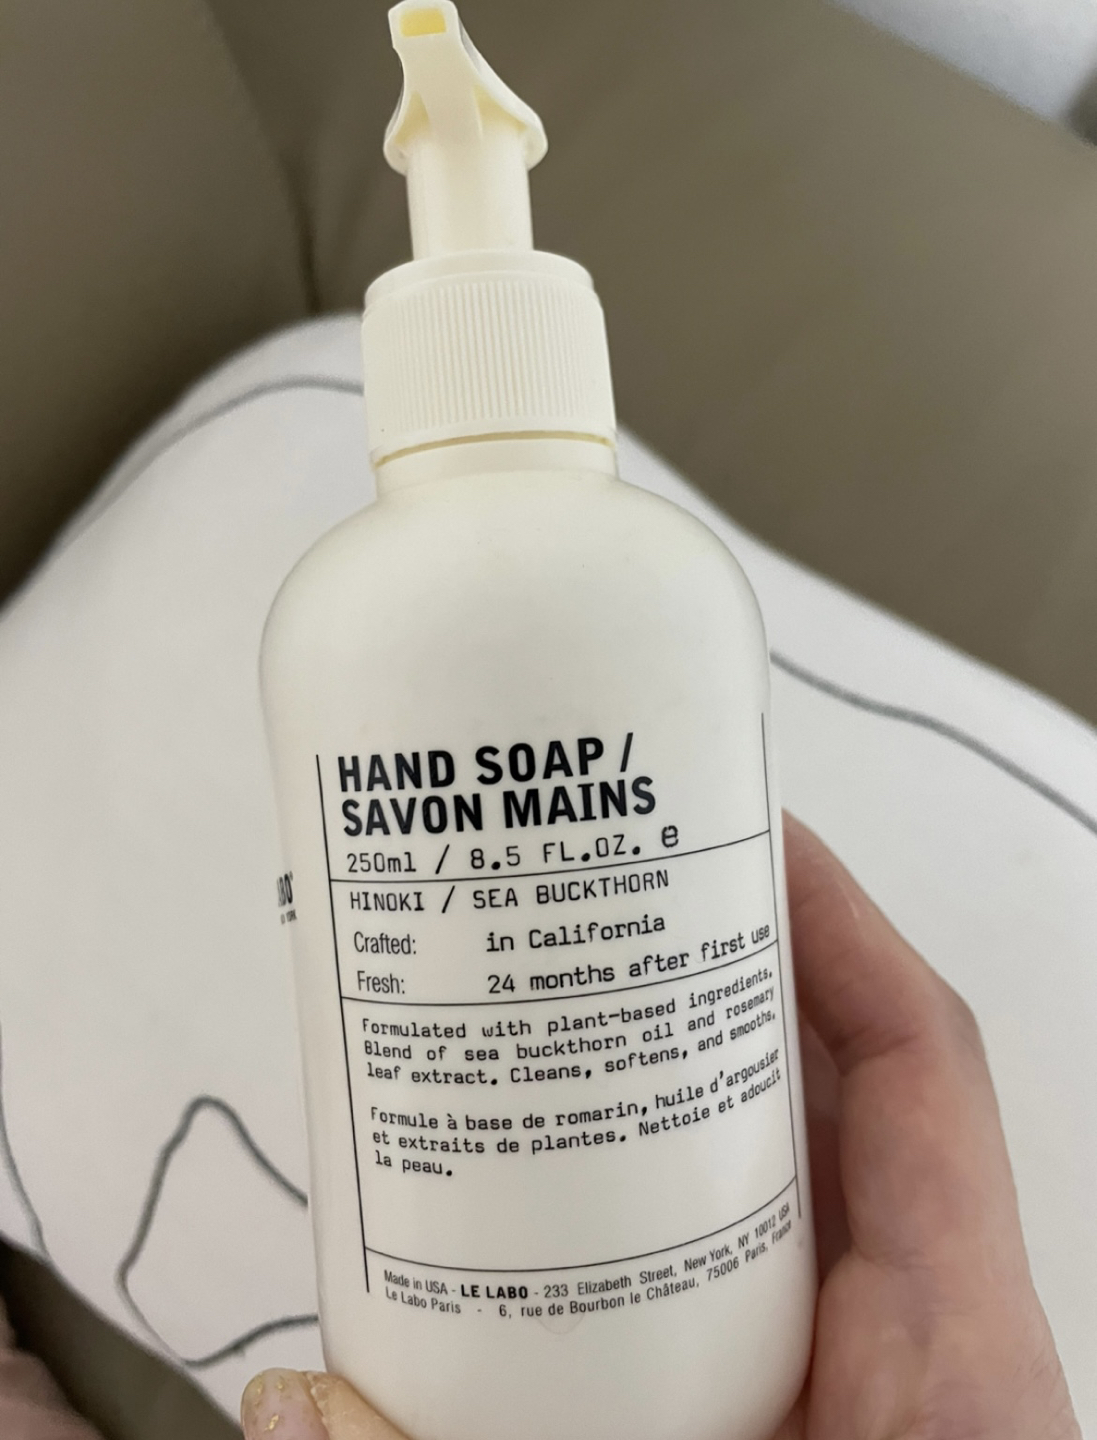 HAND SOAP /
SAVON MAINS
250ml / 8.5 FL.OZ. e
HINOKI / SEA BUCKTHORN
Crafted: in California
Fresh: 24 months after first use
Formulated with plant-based ingredients.
Blend of sea buckthorn oil and rosemary
leaf extract. Cleans, softens, and smooths.
Formule à base de romarin, huile d'argousier
et extraits de plantes. Nettoie et adoucit
la peau.
Made in USA - LE LABO - 233 Elizabeth Street, New York, NY 10012 USA
Le Labo Paris - 6, rue de Bourbon le Château, 75006 Paris, France